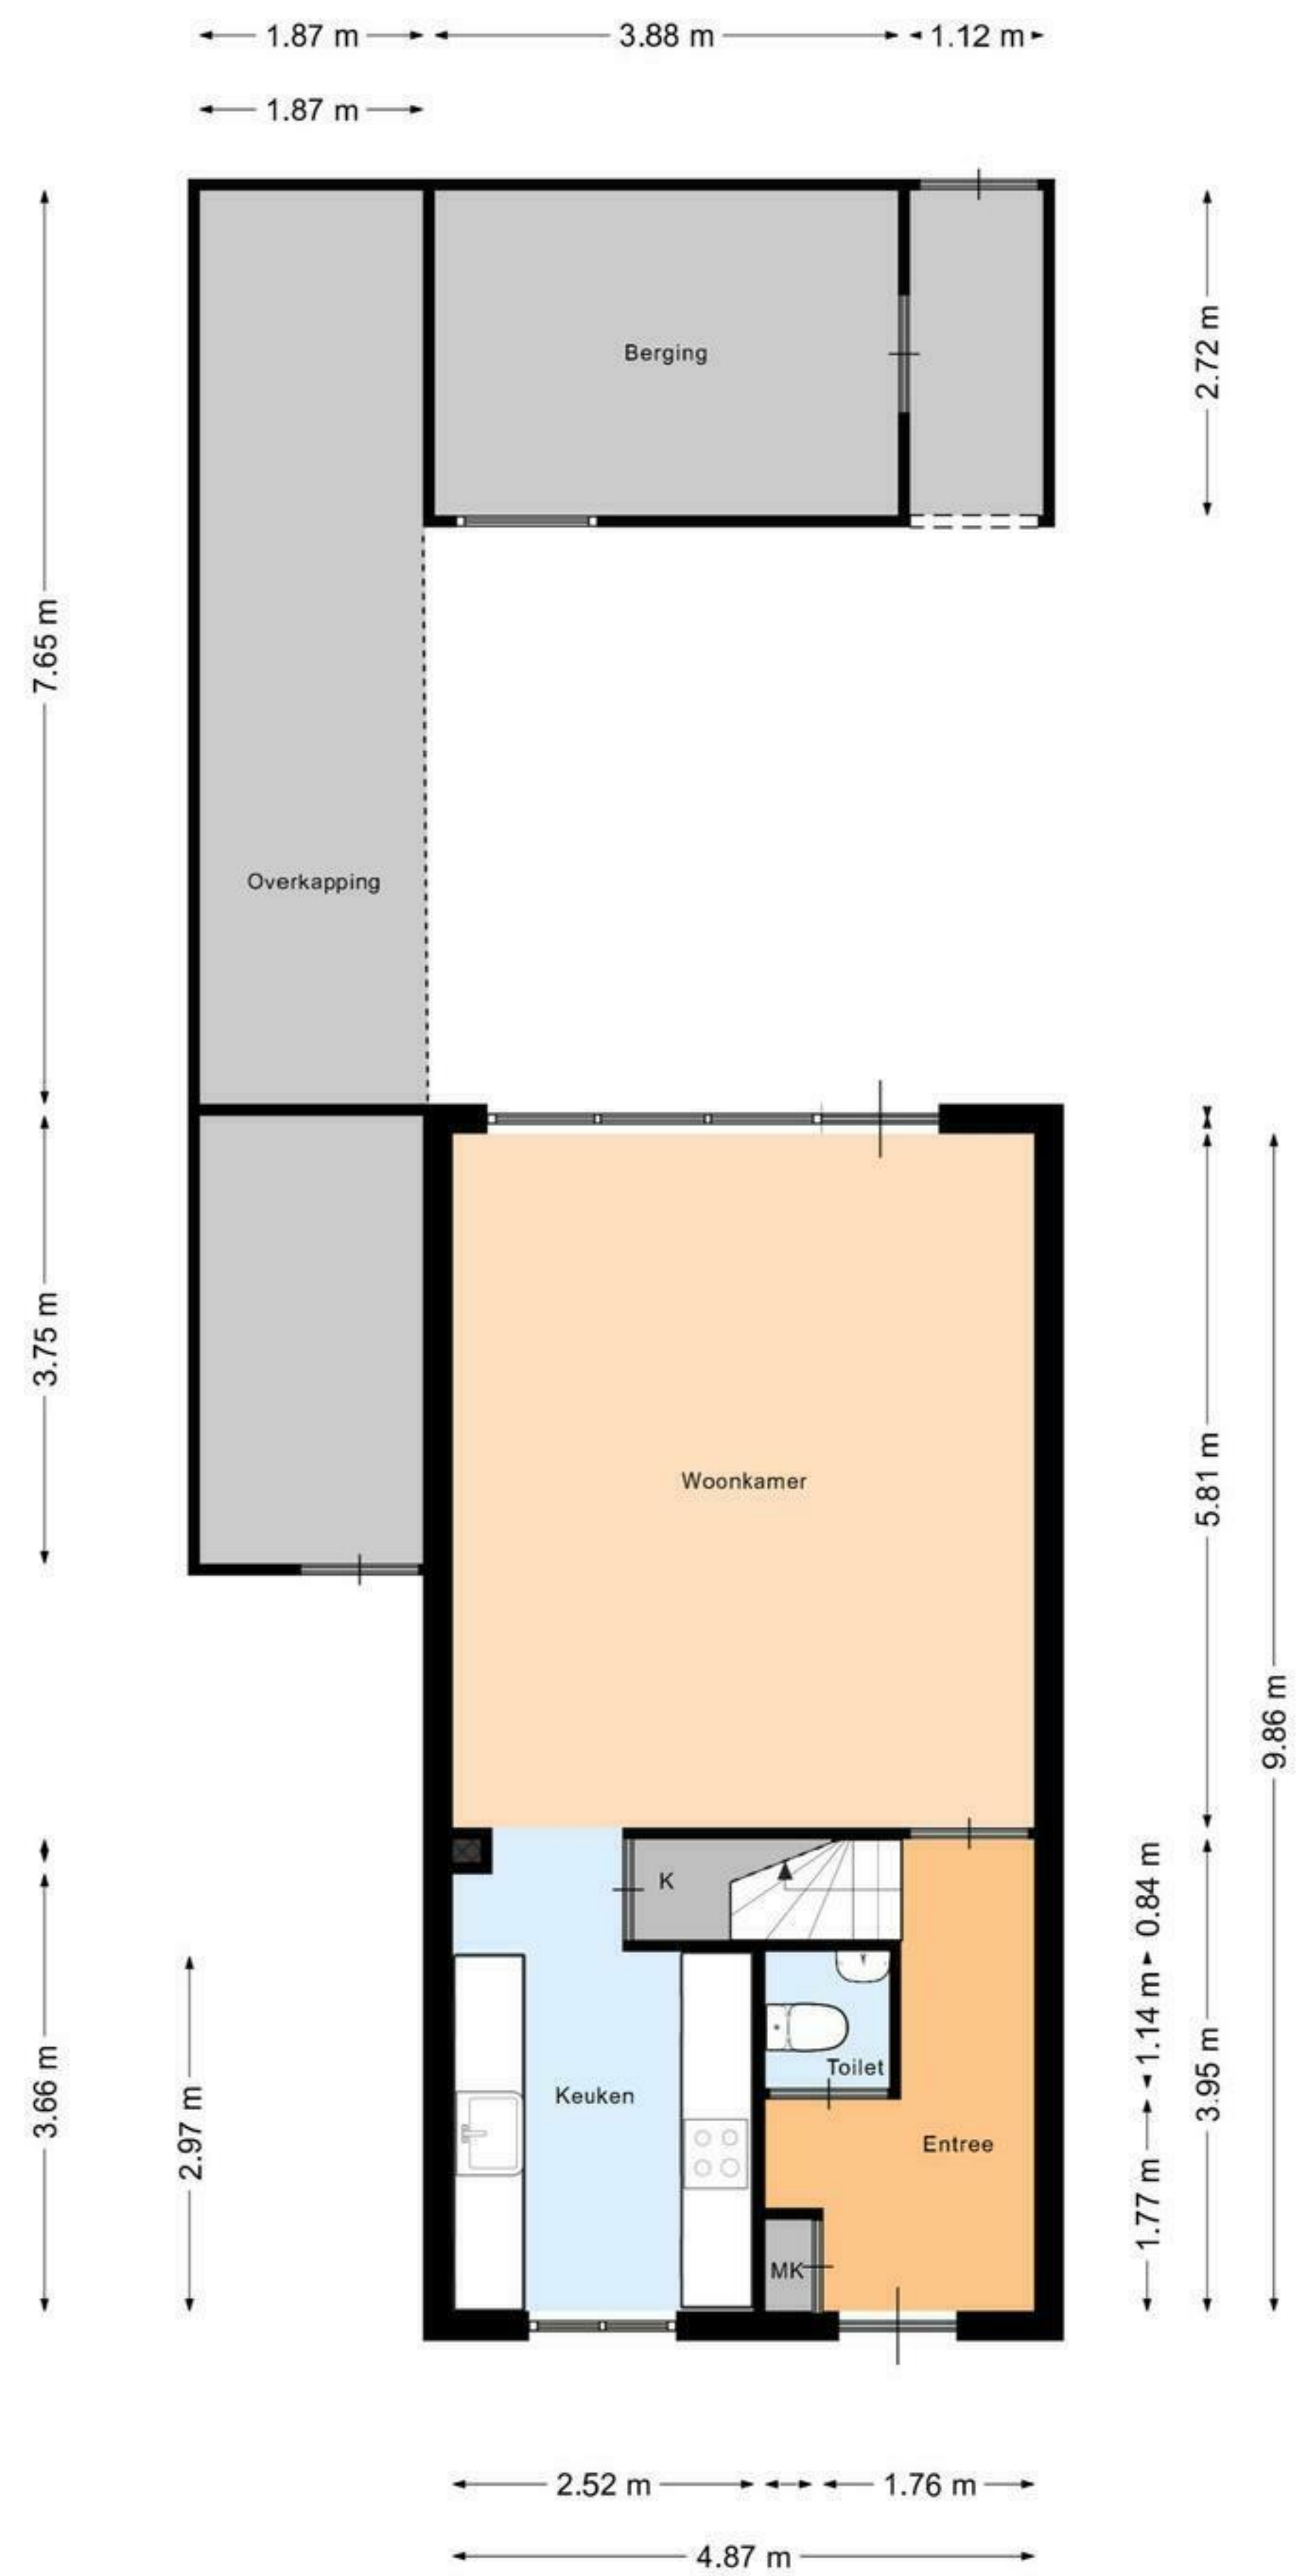 1.87 m 3.88 m 1.12 m
1.87 m
Berging
2.72 m
7.65 m
Overkapping
3.75 m
Woonkamer
5.81 m
9.86 m
K
0.84 m
1.14 m
Toilet
Keuken
3.66 m
2.97 m
3.95 m
Entree
1.77 m
MK
2.52 m 1.76 m
4.87 m